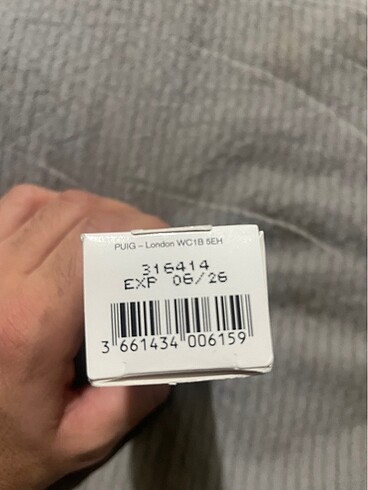 PUIG – London WC1B 5EH
316414
EXP 06/26
3 661434 006159